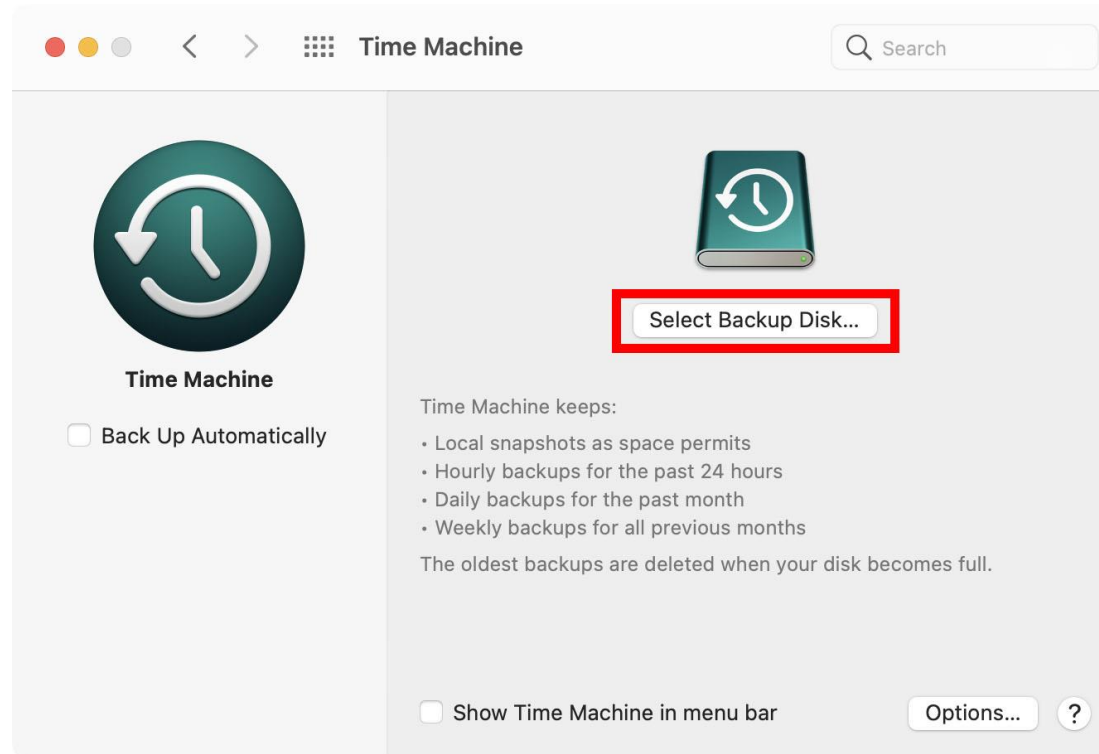 Time Machine
Search
Select Backup Disk...
Time Machine
Back Up Automatically
Time Machine keeps:
• Local snapshots as space permits
• Hourly backups for the past 24 hours
• Daily backups for the past month
• Weekly backups for all previous months
The oldest backups are deleted when your disk becomes full.
Show Time Machine in menu bar
Options...
?